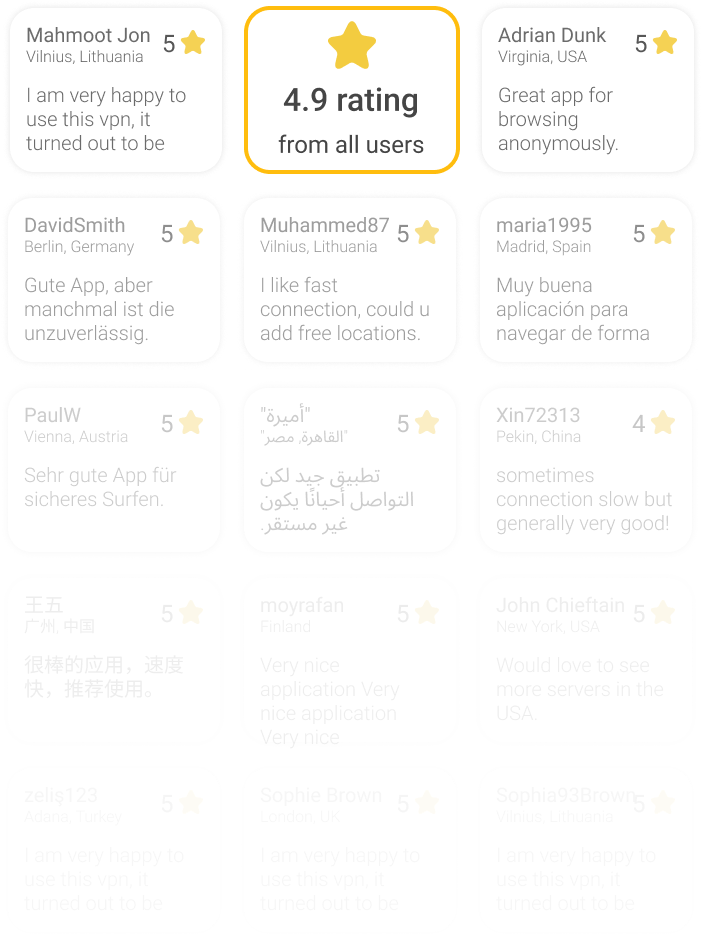 Mahmoot Jon
5
Vilnius, Lithuania
I am very happy to
use this vpn, it
turned out to be
4.9 rating
from all users
Adrian Dunk
5
Virginia, USA
Great app for
browsing
anonymously.
DavidSmith
5
Berlin, Germany
Gute App, aber
manchmal ist die
unzuverlässig.
Muhammed87
5
Vilnius, Lithuania
I like fast
connection, could u
add free locations.
maria1995
5
Madrid, Spain
Muy buena
aplicación para
navegar de forma
PaulW
5
Vienna, Austria
Sehr gute App für
sicheres Surfen.
"أميرة"
5
"القاهرة, مصر"
تطبيق جيد لكن
التواصل أحيانًا يكون
غير مستقر.
Xin72313
4
Pekin, China
sometimes
connection slow but
generally very good!
王五
5
广州, 中国
很棒的应用，速度
快，推荐使用。
moyrafan
5
Finland
Very nice
application Very
nice application
Very nice
John Chieftain
5
New York, USA
Would love to see
more servers in the
USA.
zeliş123
5
Adana, Turkey
I am very happy to
use this vpn, it
turned out to be
Sophie Brown
5
London, UK
I am very happy to
use this vpn, it
turned out to be
Sophia93Brown
5
Vilnius, Lithuania
I am very happy to
use this vpn, it
turned out to be